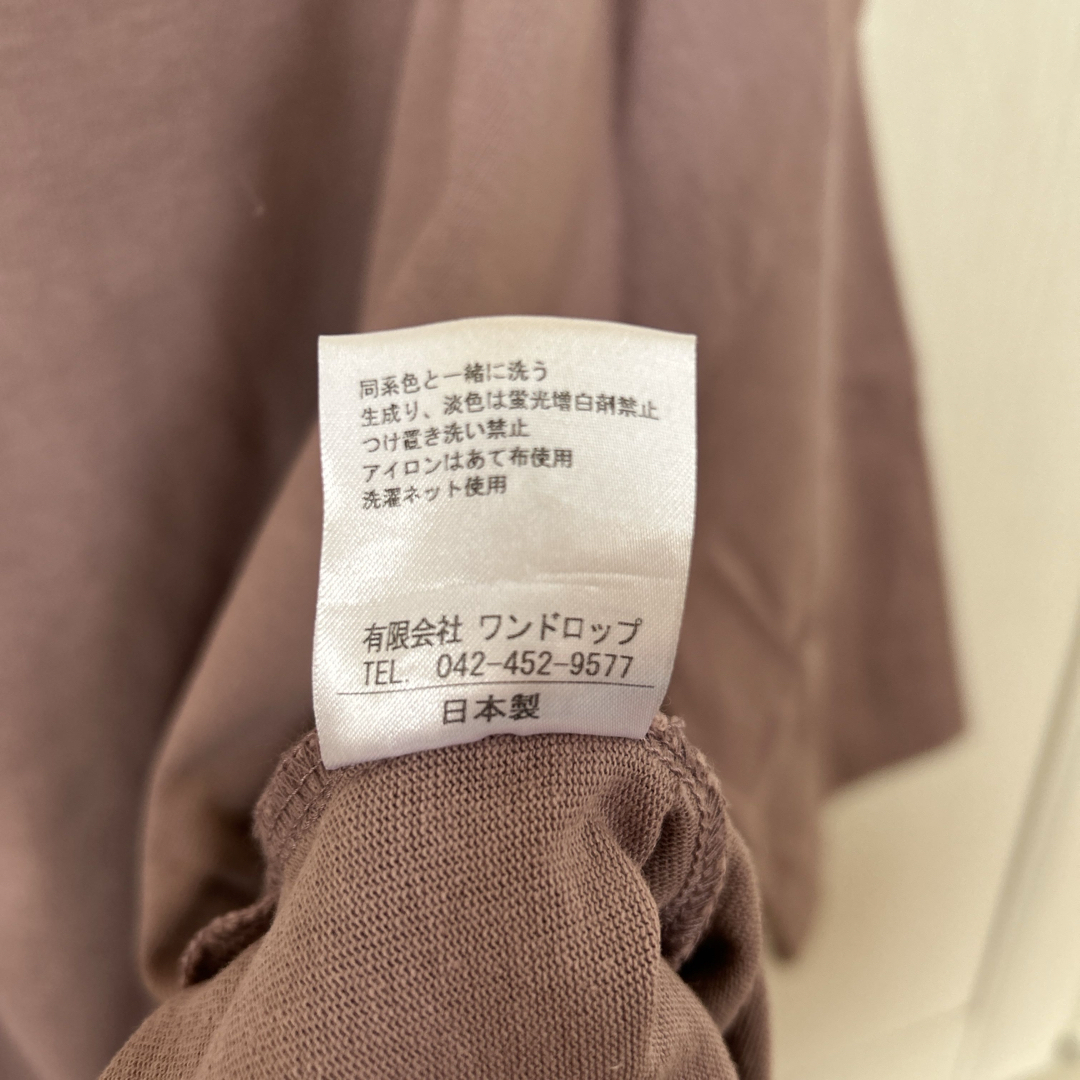 同系色と一緒に洗う
生成り、淡色は蛍光増白剤禁止
つけ置き洗い禁止
アイロンはあて布使用
洗濯ネット使用
有限会社 ワンドロップ
TEL. 042-452-9577
日本製